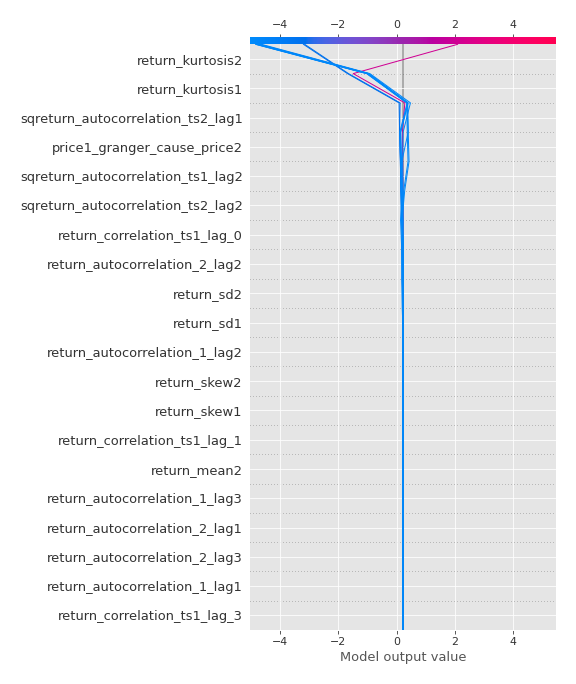 −4 −2 0 2 4
return_kurtosis2
return_kurtosis1
sqreturn_autocorrelation_ts2_lag1
price1_granger_cause_price2
sqreturn_autocorrelation_ts1_lag2
sqreturn_autocorrelation_ts2_lag2
return_correlation_ts1_lag_0
return_autocorrelation_2_lag2
return_sd2
return_sd1
return_autocorrelation_1_lag2
return_skew2
return_skew1
return_correlation_ts1_lag_1
return_mean2
return_autocorrelation_1_lag3
return_autocorrelation_2_lag1
return_autocorrelation_2_lag3
return_autocorrelation_1_lag1
return_correlation_ts1_lag_3
−4 −2 0 2 4
Model output value